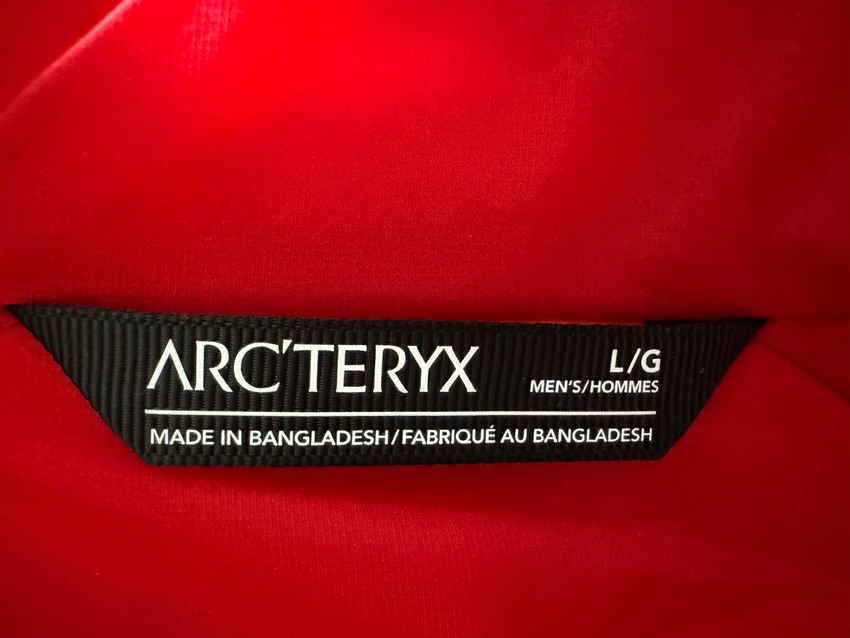 ARC'TERYX
L/G
MEN'S/HOMMES
MADE IN BANGLADESH/FABRIQUÉ AU BANGLADESH